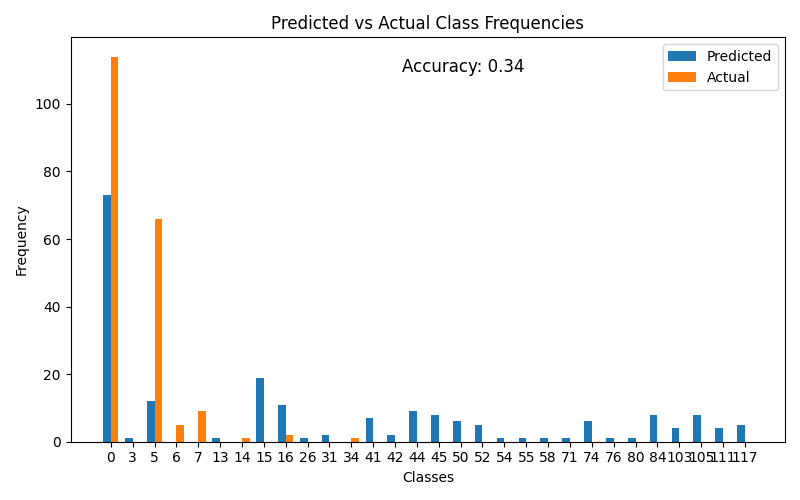 Predicted vs Actual Class Frequencies
Accuracy: 0.34
Predicted
Actual
Frequency
100
80
60
40
20
0
0 3 5 6 7 13 14 15 16 26 31 34 41 42 44 45 50 52 54 55 58 71 74 76 80 84 103 105 111 117
Classes